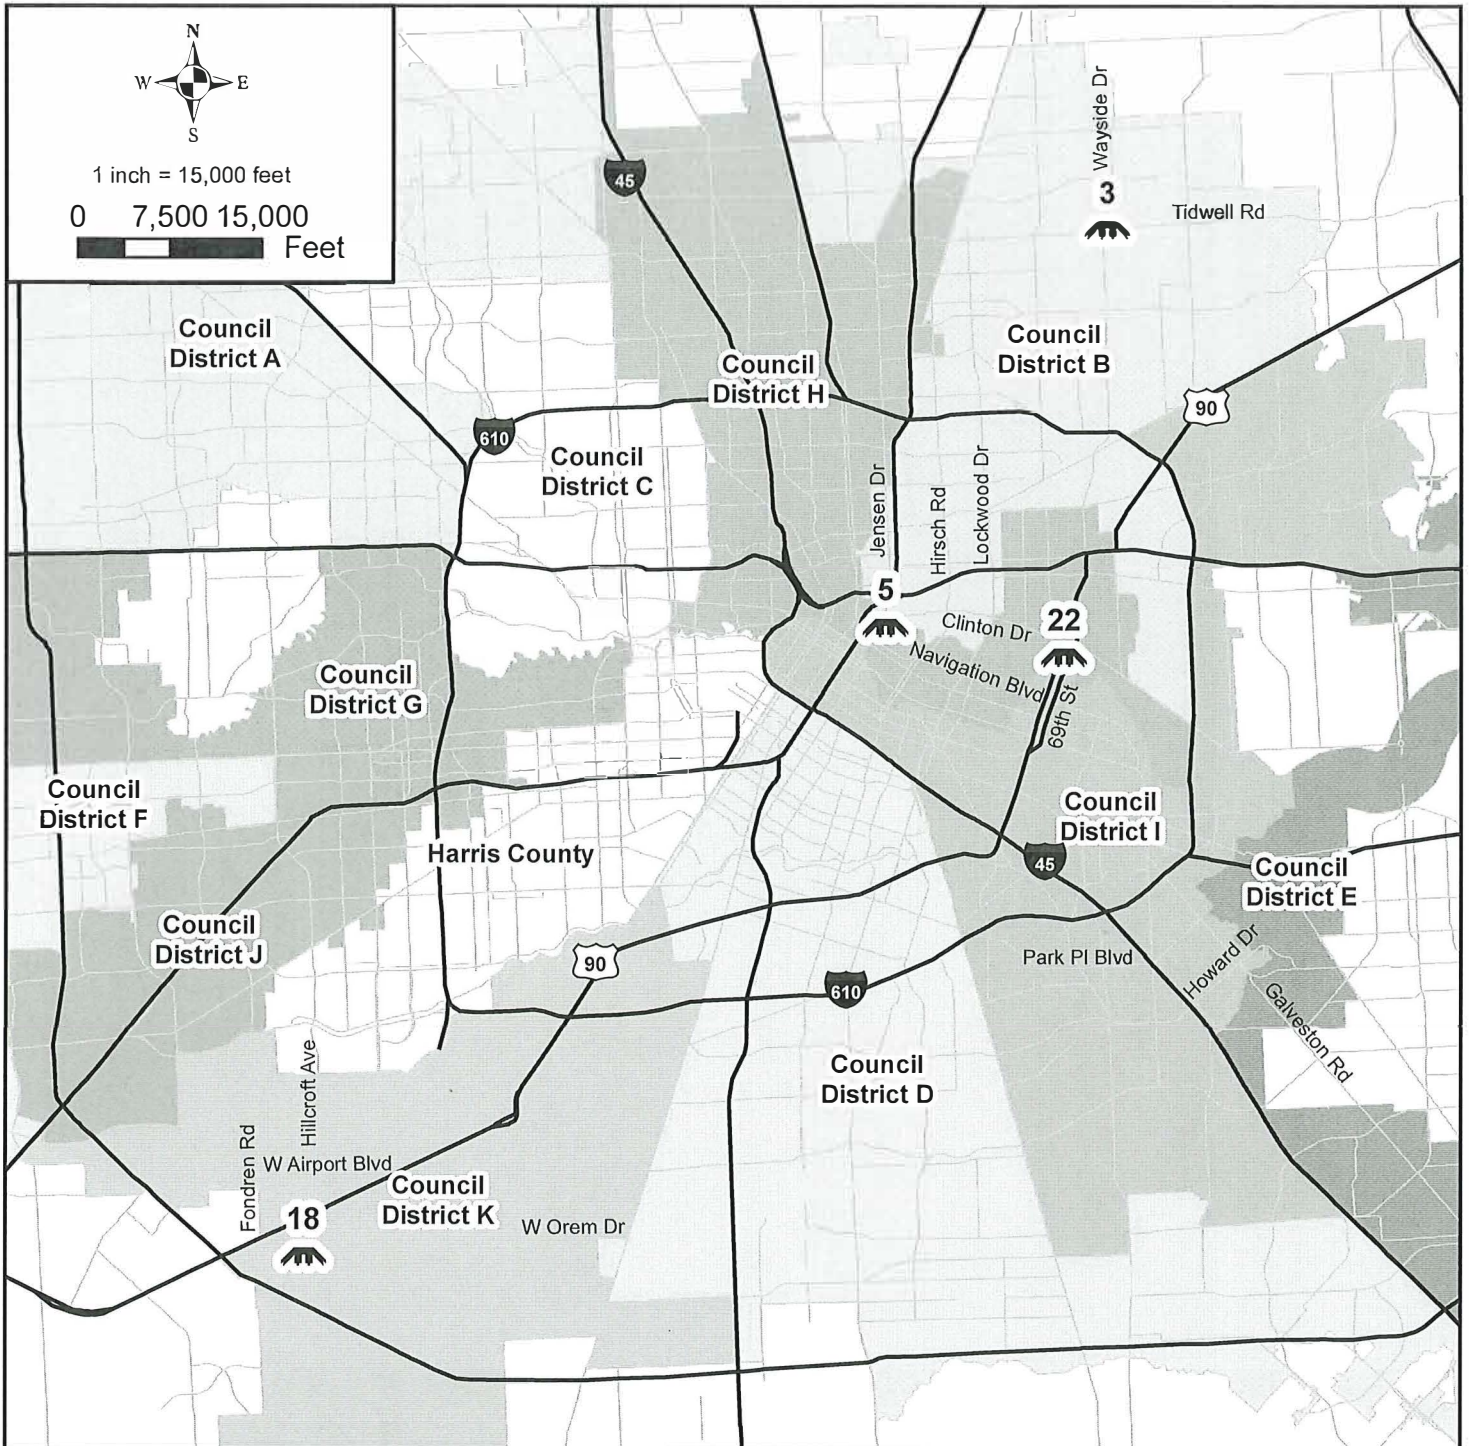 N
W E
S
1 inch = 15,000 feet
0 7,500 15,000
Feet
Wayside Dr
3
Tidwell Rd
45
Council
District A
Council
District H
Council
District B
90
610
Council
District C
Jensen Dr
Hirsch Rd
Lockwood Dr
5
22
Clinton Dr
Navigation Blvd
69th St
Council
District G
Council
District F
Council
District I
Harris County
45
Council
District E
Council
District J
90
610
Park Pl Blvd
Howard Dr
Galveston Rd
Council
District D
Hillcroft Ave
Fondren Rd
W Airport Blvd
Council
District K
18
W Orem Dr